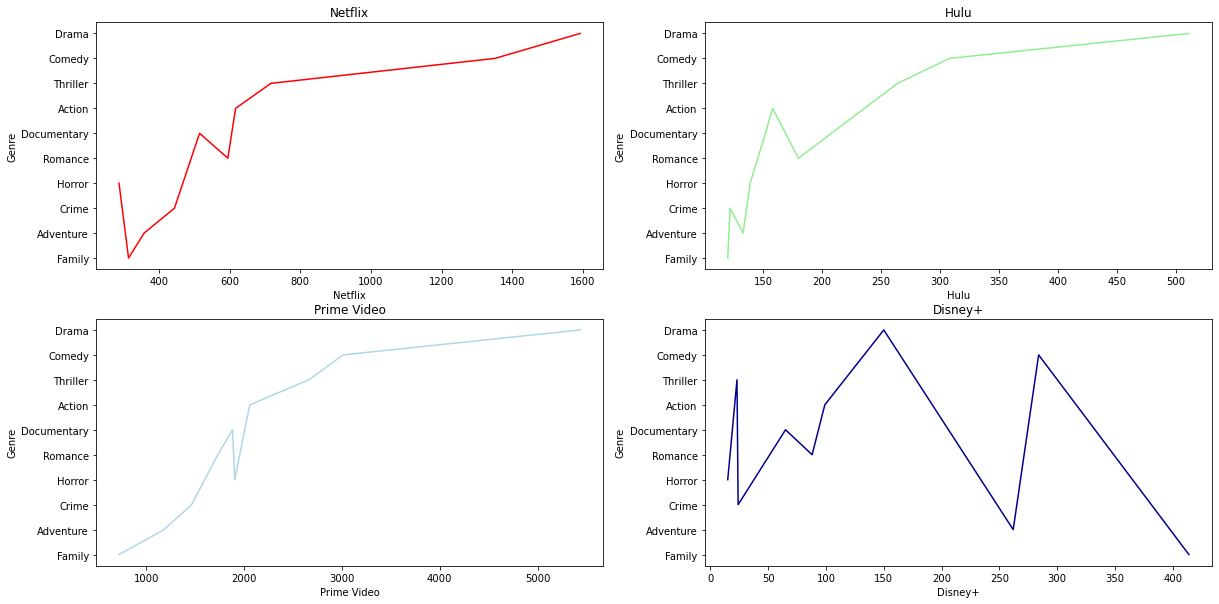 Netflix
Genre
Drama
Comedy
Thriller
Action
Documentary
Romance
Horror
Crime
Adventure
Family
400 600 800 1000 1200 1400 1600
Netflix
Hulu
Genre
Drama
Comedy
Thriller
Action
Documentary
Romance
Horror
Crime
Adventure
Family
150 200 250 300 350 400 450 500
Hulu
Prime Video
Genre
Drama
Comedy
Thriller
Action
Documentary
Romance
Horror
Crime
Adventure
Family
1000 2000 3000 4000 5000
Prime Video
Disney+
Genre
Drama
Comedy
Thriller
Action
Documentary
Romance
Horror
Crime
Adventure
Family
0 50 100 150 200 250 300 350 400
Disney+